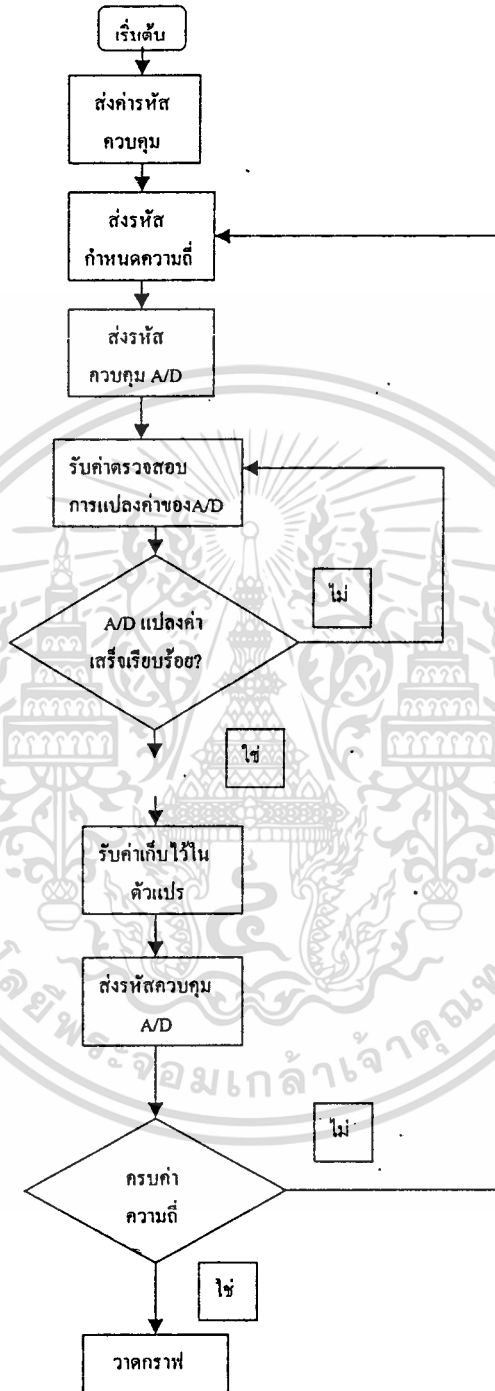 เริ่มต้น
ส่งค่ารหัส
ควบคุม
ส่งรหัส
กำหนดความถี่
ส่งรหัส
ควบคุม A/D
รับค่าตรวจสอบ
การแปลงค่าของA/D
ไม่
A/D แปลงค่า
เสร็จเรียบร้อย?
ใช่
รับค่าเก็บไว้ใน
ตัวแปร
ส่งรหัสควบคุม
A/D
ไม่
ครบค่า
ความถี่
ใช่
วาดกราฟ